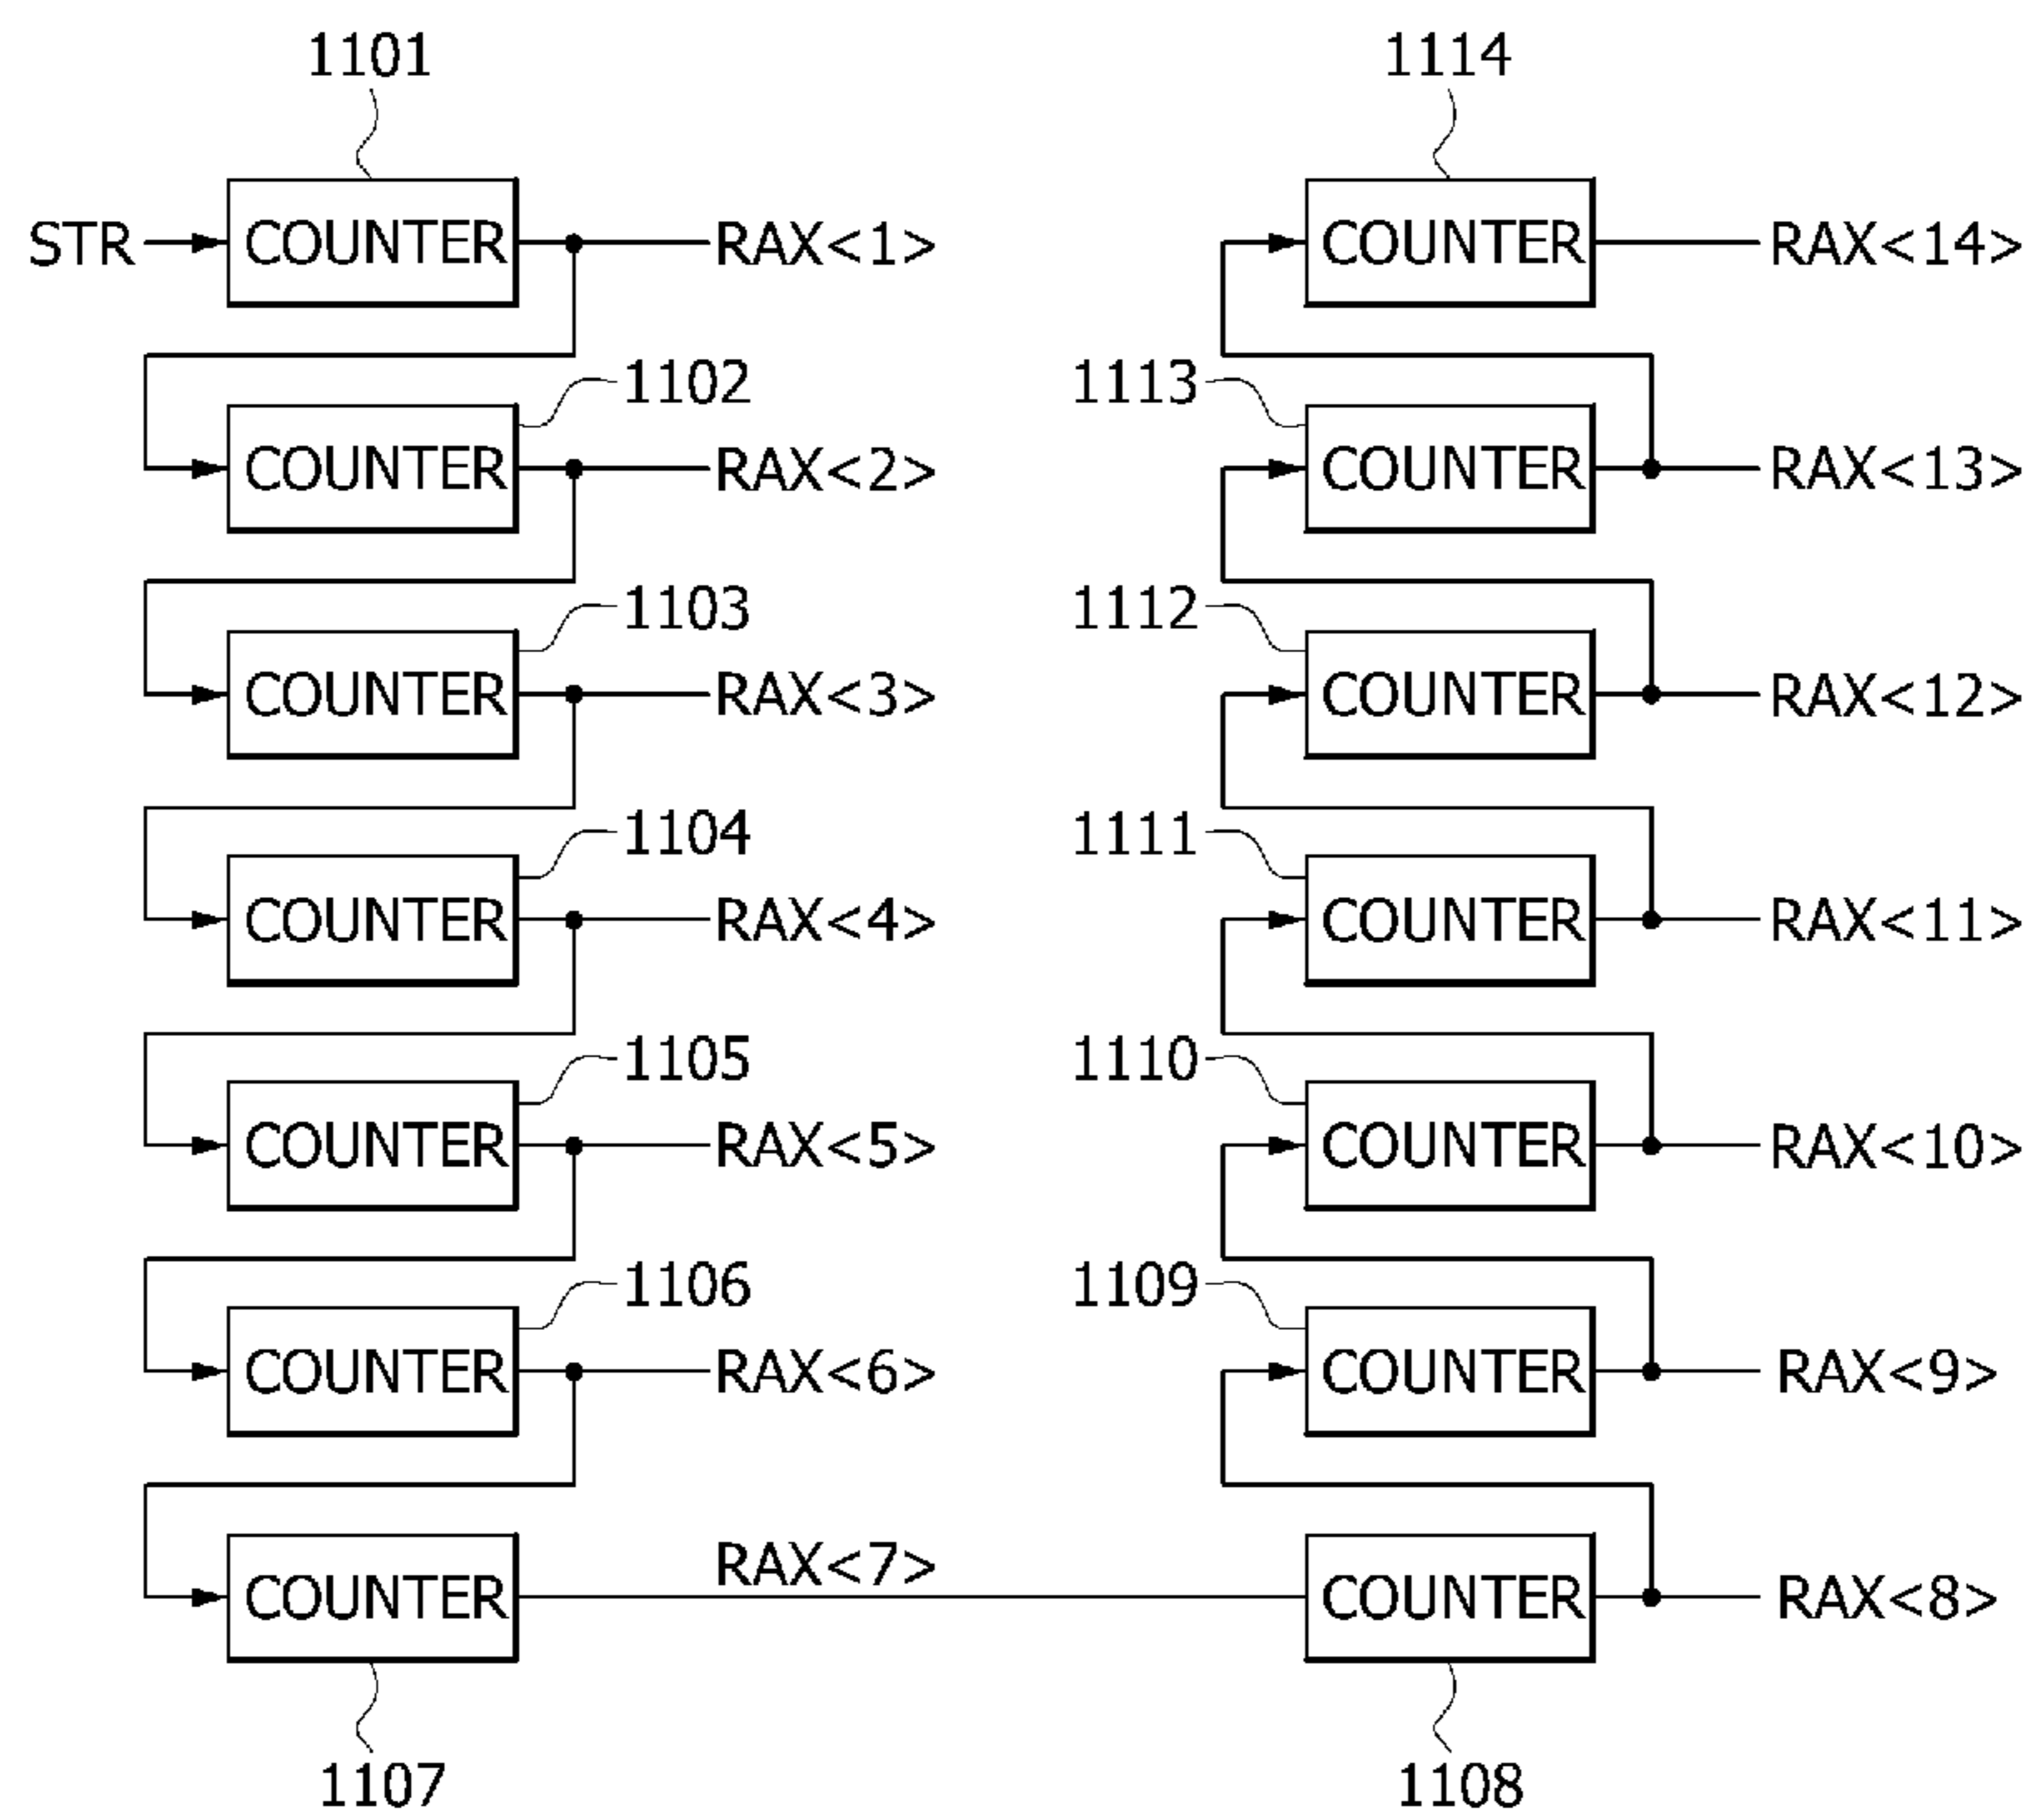 1101
1114
STR COUNTER RAX<1>
COUNTER RAX<14>
1102
1113
COUNTER RAX<2>
COUNTER RAX<13>
1103
1112
COUNTER RAX<3>
COUNTER RAX<12>
1104
1111
COUNTER RAX<4>
COUNTER RAX<11>
1105
1110
COUNTER RAX<5>
COUNTER RAX<10>
1106
1109
COUNTER RAX<6>
COUNTER RAX<9>
COUNTER RAX<7>
COUNTER RAX<8>
1107
1108